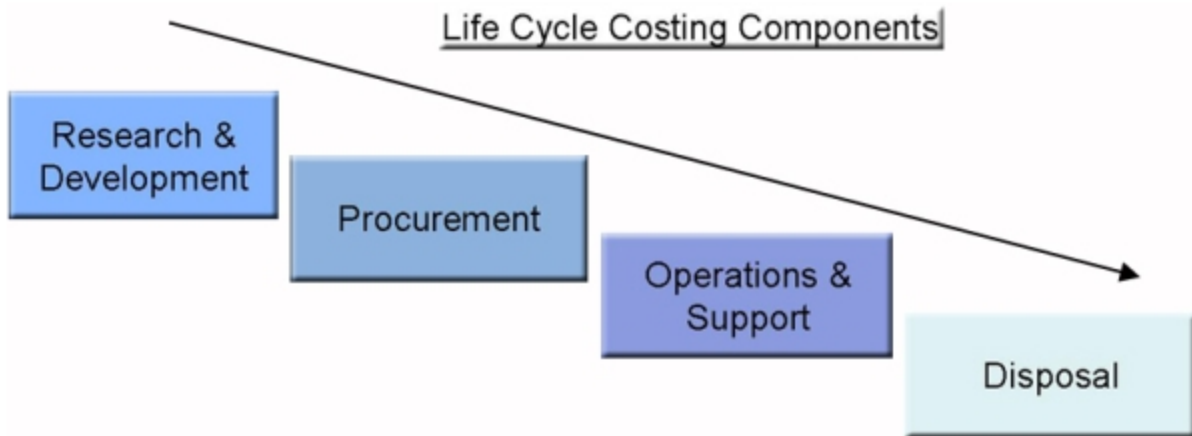 Life Cycle Costing Components
Research &
Development
Procurement
Operations &
Support
Disposal